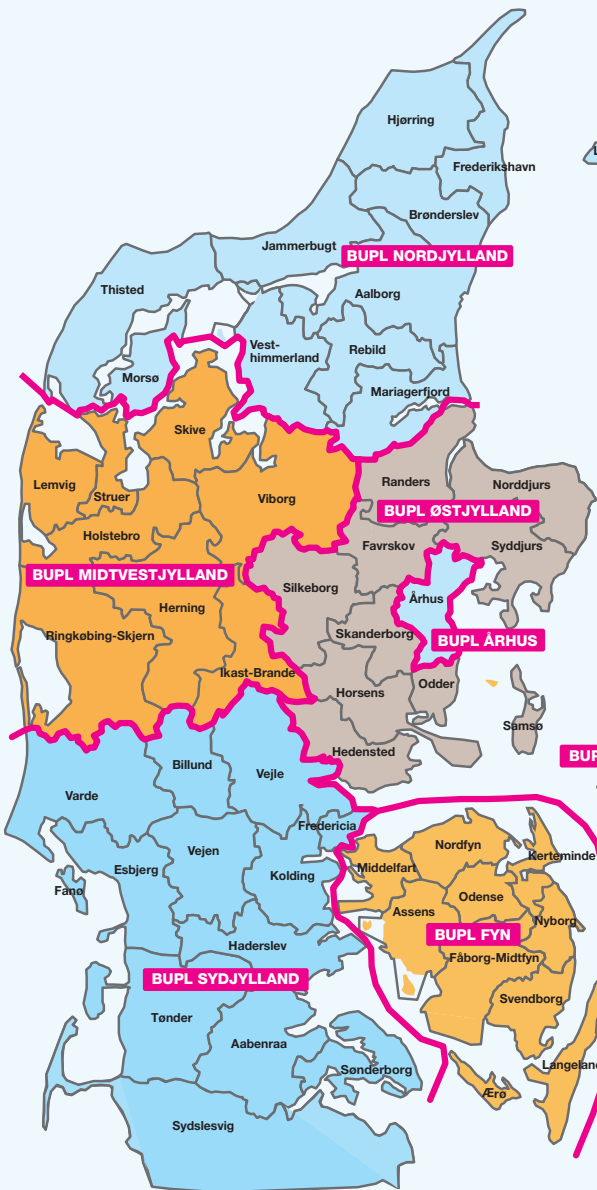 Hjørring
Frederikshavn
Brønderslev
Jammerbugt
BUPL NORDJYLLAND
Thisted
Aalborg
Vest-
himmerland
Rebild
Morsø
Mariagerfjord
Skive
Lemvig
Struer
Viborg
Randers
Norddjurs
BUPL ØSTJYLLAND
Holstebro
Favrskov
Syddjurs
BUPL MIDTVESTJYLLAND
Silkeborg
Århus
Herning
Ringkøbing-Skjern
Skanderborg
BUPL ÅRHUS
Ikast-Brande
Horsens
Odder
Samsø
Hedensted
BUP
Billund
Vejle
Varde
Fredericia
Nordfyn
Vejen
Kerteminde
Esbjerg
Middelfart
Kolding
Fanø
Odense
Assens
Nyborg
Haderslev
BUPL FYN
Fåborg-Midtfyn
BUPL SYDJYLLAND
Svendborg
Tønder
Aabenraa
Sønderborg
Langeland
Ærø
Sydslesvig